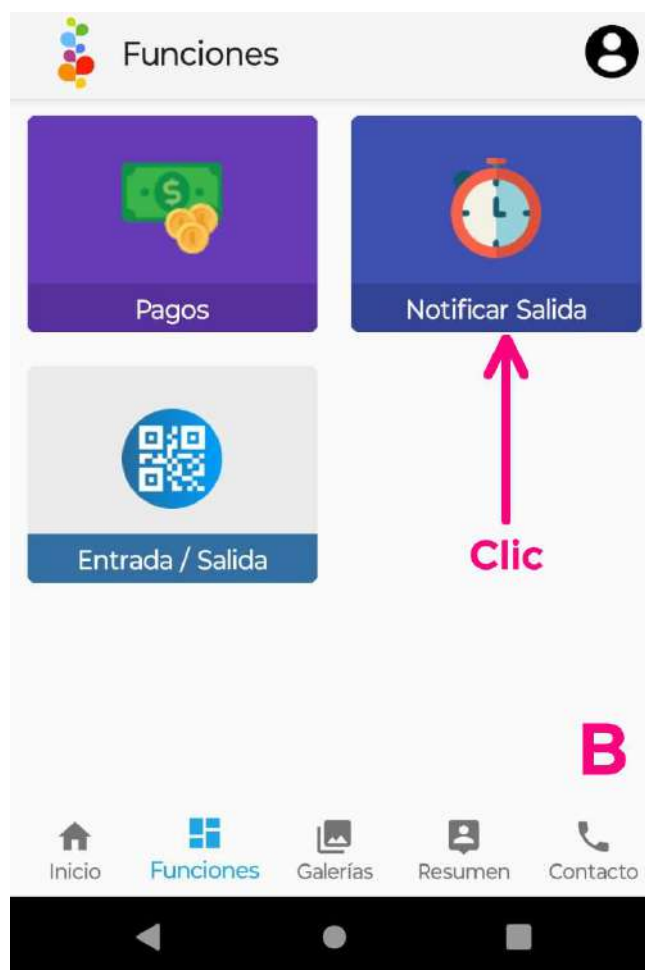 Funciones
Pagos
Notificar Salida
Entrada / Salida
Clic
B
Inicio
Funciones
Galerías
Resumen
Contacto